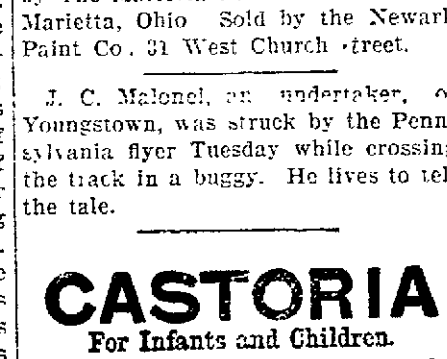 Marietta, Ohio Sold by the Newark
Paint Co. 31 West Church street.
J. C. Malonel, an undertaker, o
Youngstown, was struck by the Penn
sylvania flyer Tuesday while crossing
the track in a buggy. He lives to tel
the tale.
CASTORIA
For Infants and Children.